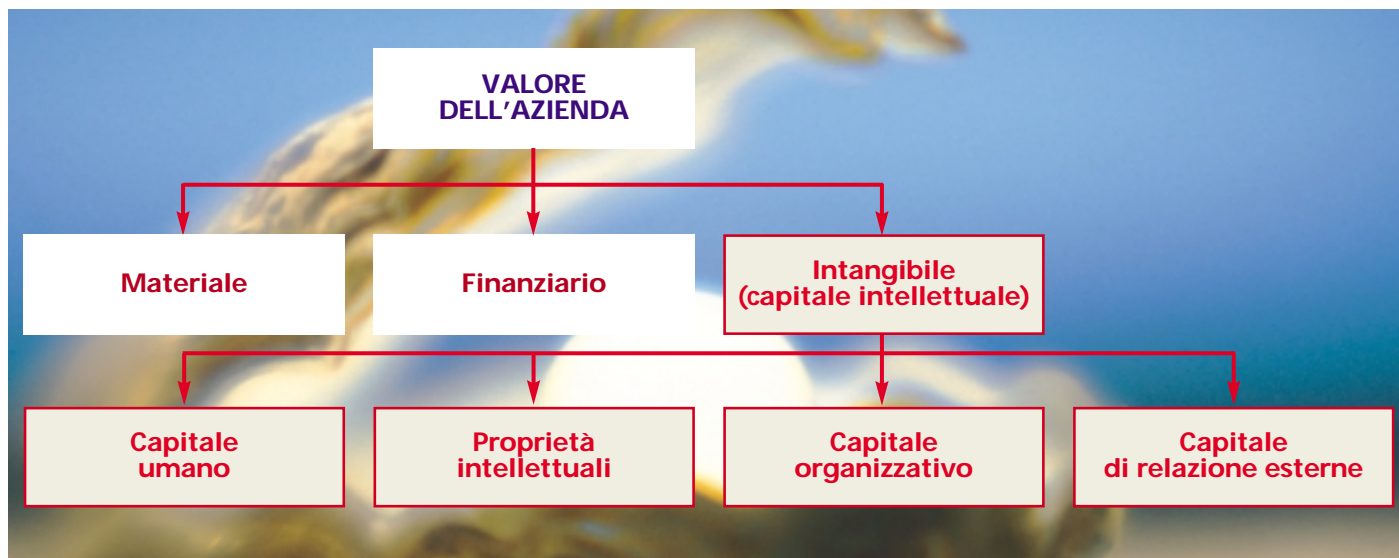 VALORE
DELL'AZIENDA
Materiale
Finanziario
Intangibile
(capitale intellettuale)
Capitale
umano
Proprietà
intellettuali
Capitale
organizzativo
Capitale
di relazione esterne